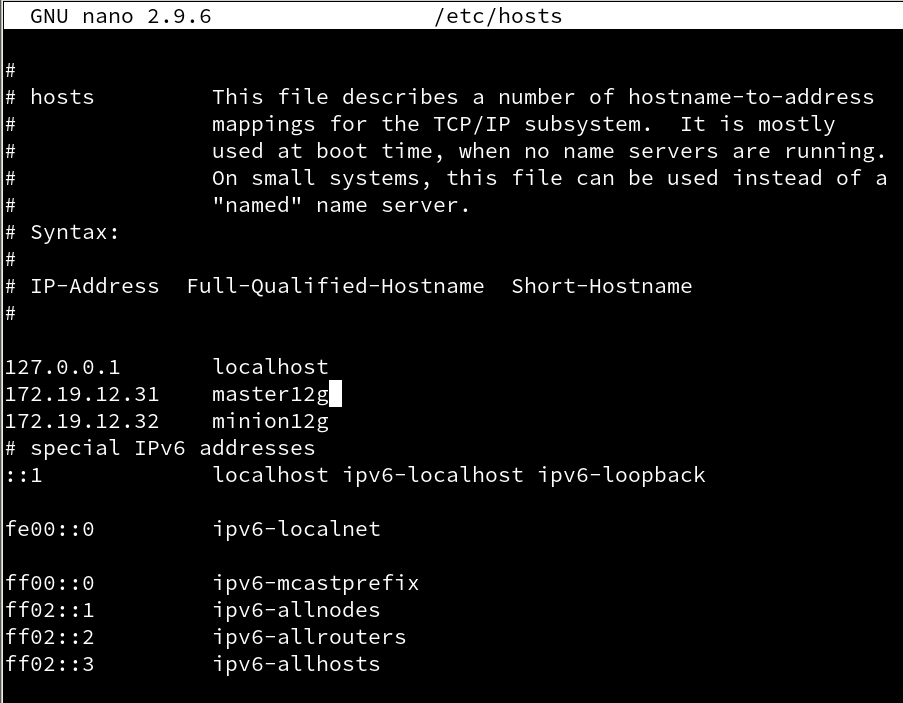 GNU nano 2.9.6 /etc/hosts
#
# hosts This file describes a number of hostname-to-address
# mappings for the TCP/IP subsystem. It is mostly
# used at boot time, when no name servers are running.
# On small systems, this file can be used instead of a
# "named" name server.
# Syntax:
#
# IP-Address Full-Qualified-Hostname Short-Hostname
#
127.0.0.1 localhost
172.19.12.31 master12g
172.19.12.32 minion12g
# special IPv6 addresses
::1 localhost ipv6-localhost ipv6-loopback
fe00::0 ipv6-localnet
ff00::0 ipv6-mcastprefix
ff02::1 ipv6-allnodes
ff02::2 ipv6-allrouters
ff02::3 ipv6-allhosts